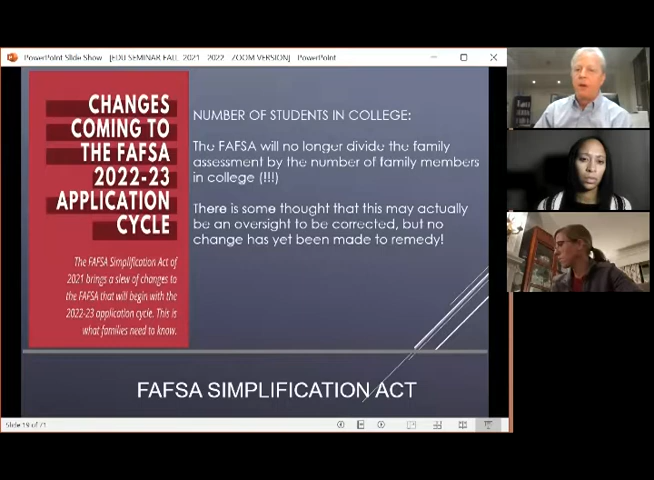 PowerPoint Slide Show - [EDU SEMINAR FALL 2021 - 2022 - ZOOM VERSION] - PowerPoint
CHANGES
COMING TO
THE FAFSA
2022-23
APPLICATION
CYCLE
The FAFSA Simplification Act of
2021 brings a slew of changes to
the FAFSA that will begin with the
2022-23 application cycle. This is
what families need to know.
NUMBER OF STUDENTS IN COLLEGE:
The FAFSA will no longer divide the family
assessment by the number of family members
in college (!!!)
There is some thought that this may actually
be an oversight to be corrected, but no
change has yet been made to remedy!
FAFSA SIMPLIFICATION ACT
Slide 19 of 71